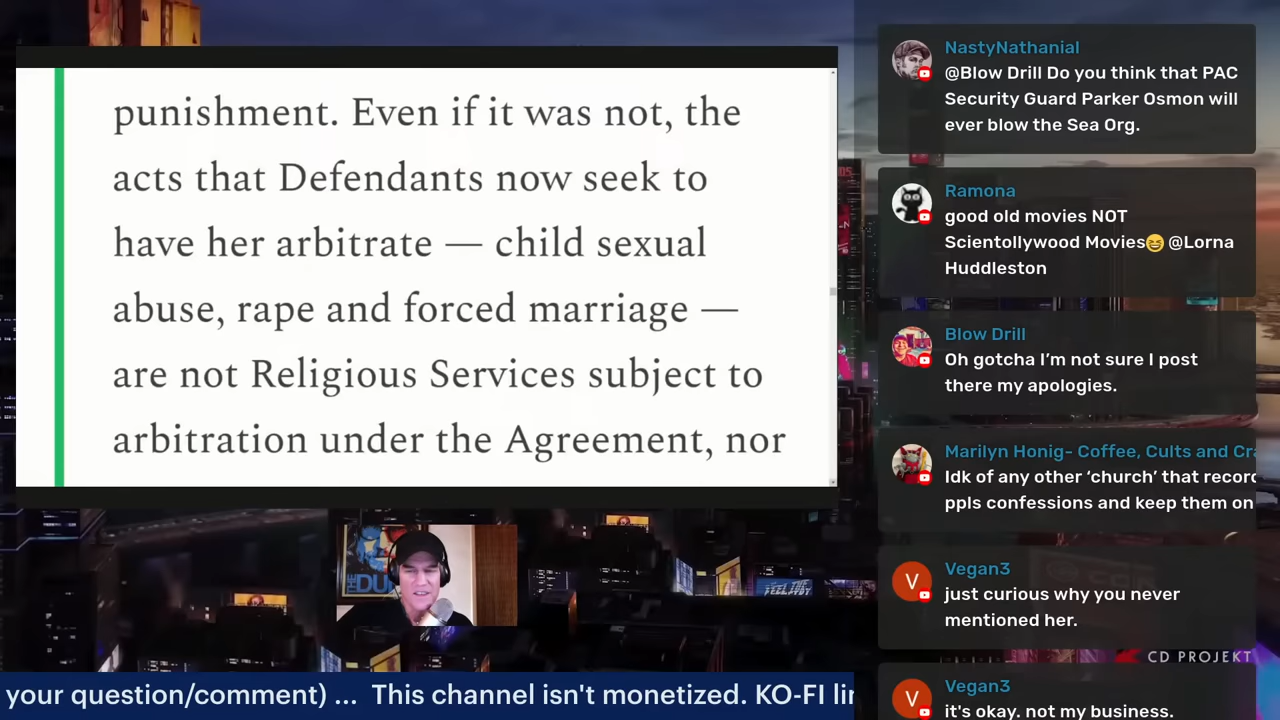 punishment. Even if it was not, the
acts that Defendants now seek to
have her arbitrate — child sexual
abuse, rape and forced marriage —
are not Religious Services subject to
arbitration under the Agreement, nor
NastyNathanial
@Blow Drill Do you think that PAC
Security Guard Parker Osmon will
ever blow the Sea Org.
Ramona
good old movies NOT
Scientollywood Movies😆 @Lorna
Huddleston
Blow Drill
Oh gotcha I’m not sure I post
there my apologies.
Marilyn Honig- Coffee, Cults and Cr
Idk of any other ‘church’ that record
ppls confessions and keep them on
V
Vegan3
just curious why you never
mentioned her.
CD PROJEKT
V
Vegan3
it's okay. not my business.
THE
DU
your question/comment) ... This channel isn't monetized. KO-FI